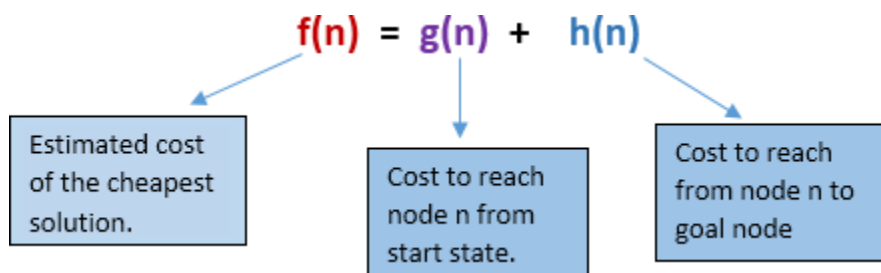 f(n) = g(n) + h(n)
Estimated cost
of the cheapest
solution.
Cost to reach
node n from
start state.
Cost to reach
from node n to
goal node